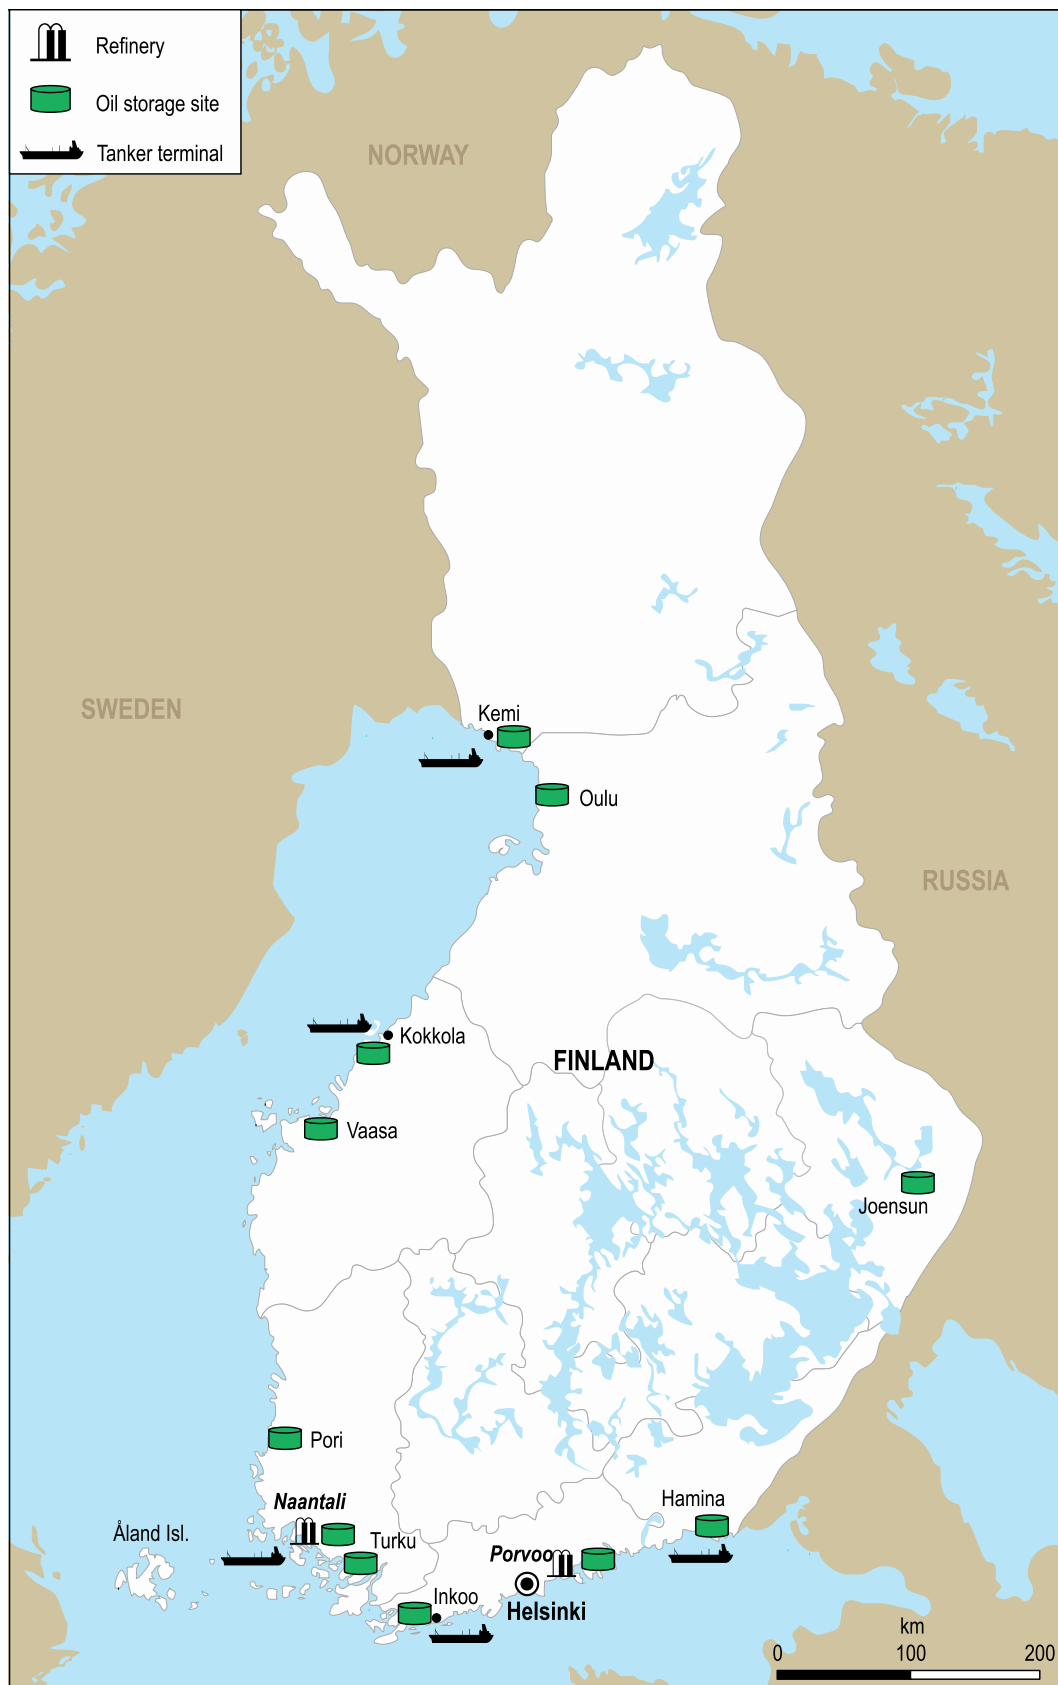 Refinery
Oil storage site
Tanker terminal
NORWAY
SWEDEN
Kemi
Oulu
RUSSIA
Kokkola
FINLAND
Vaasa
Joensun
Pori
Naantali
Hamina
Åland Isl.
Turku
Porvoo
Inkoo
Helsinki
km
0 100 200